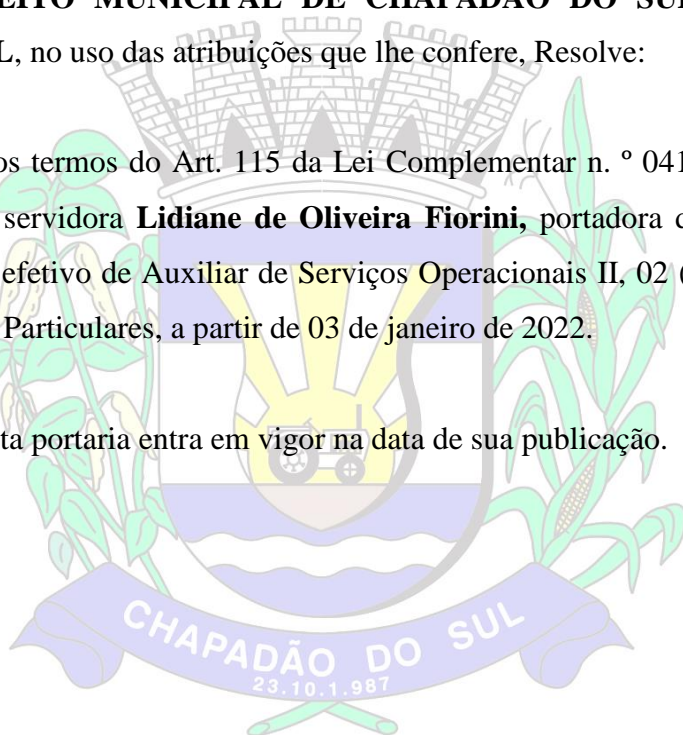 EITO MUNICIPAL DE CHAPADÃO DO SUL
L, no uso das atribuições que lhe confere, Resolve:
os termos do Art. 115 da Lei Complementar n. º 041
servidora Lidiane de Oliveira Fiorini, portadora d
efetivo de Auxiliar de Serviços Operacionais II, 02 (
Particulares, a partir de 03 de janeiro de 2022.
ta portaria entra em vigor na data de sua publicação.
CHAPADÃO DO SUL
23.10.1.987